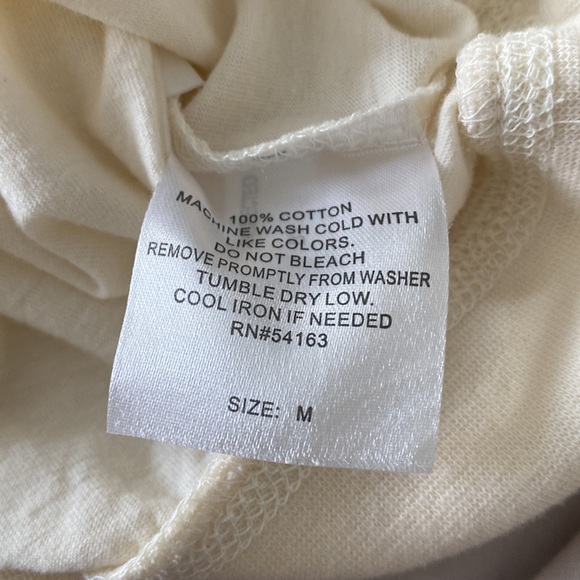 100% COTTON
MACHINE WASH COLD WITH
LIKE COLORS.
DO NOT BLEACH
REMOVE PROMPTLY FROM WASHER
TUMBLE DRY LOW.
COOL IRON IF NEEDED
RN#54163
SIZE: M